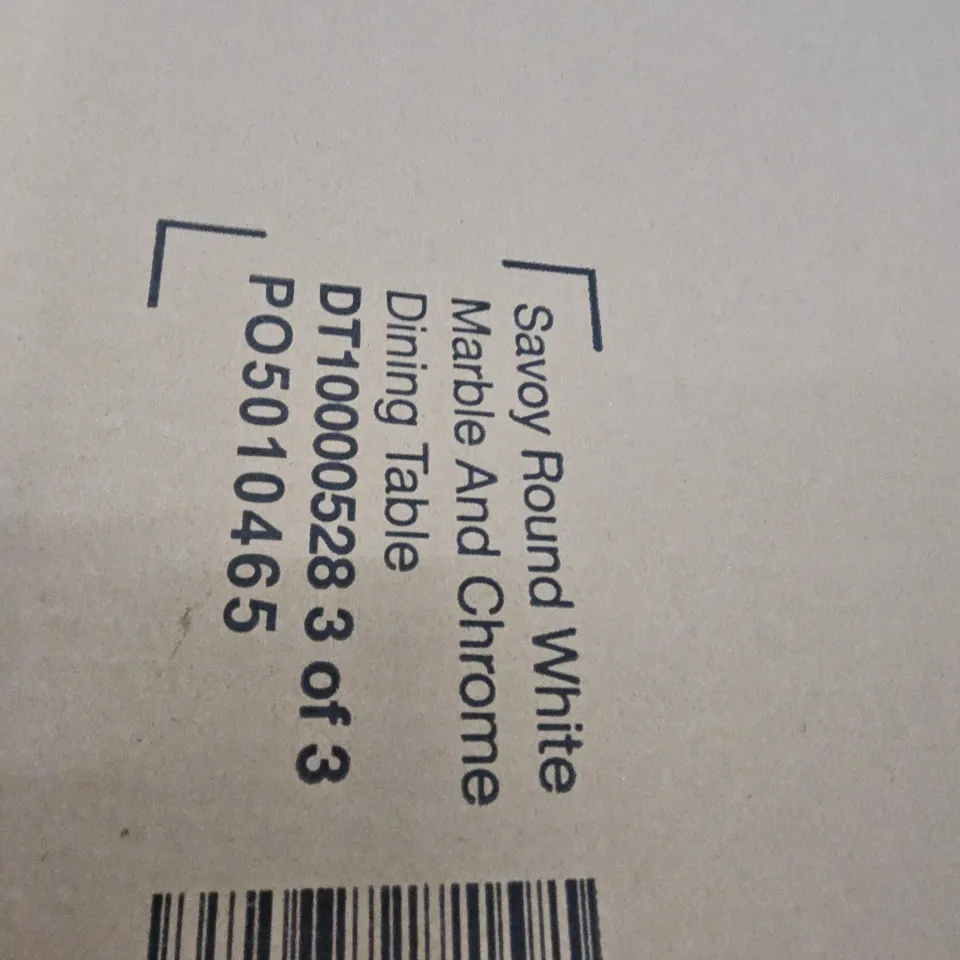 Savoy Round White
Marble And Chrome
Dining Table
DT10000528 3 of 3
PO5010465